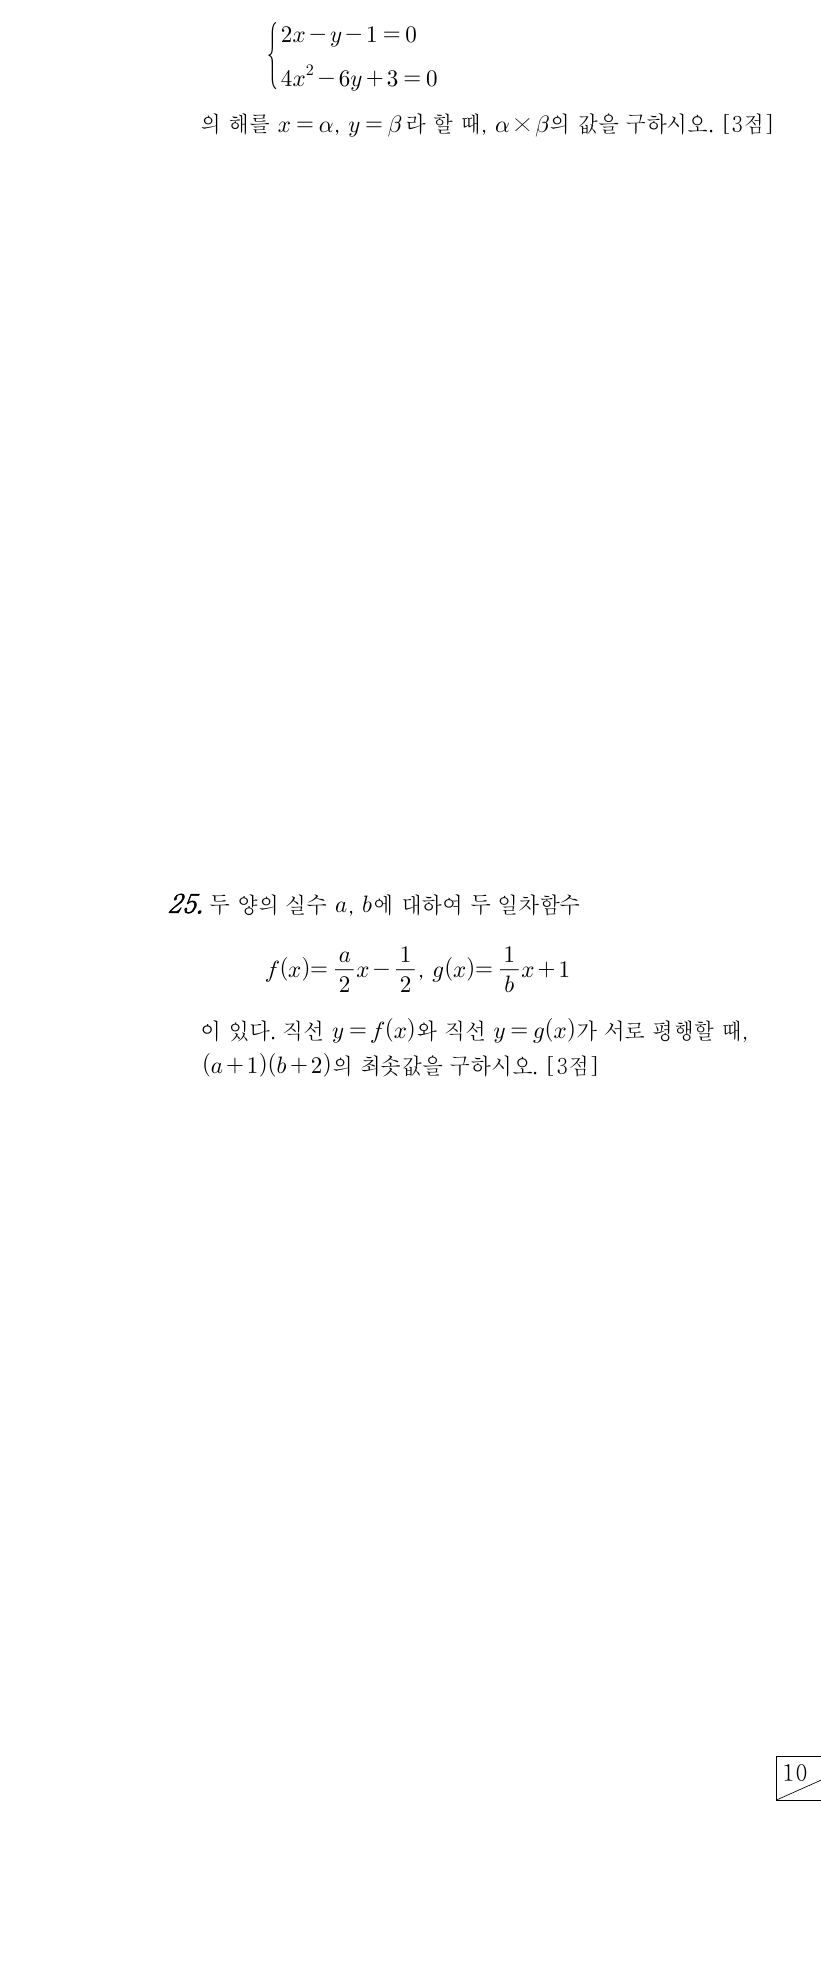 2x-y-1=0
4x²-6y+3=0
의 해를 x=α, y=β라 할 때, α×β의 값을 구하시오. [3점]
25. 두 양의 실수 a, b에 대하여 두 일차함수
f(x)=a/2x-1/2, g(x)=1/bx+1
이 있다. 직선 y=f(x)와 직선 y=g(x)가 서로 평행할 때,
(a+1)(b+2)의 최솟값을 구하시오. [3점]
10